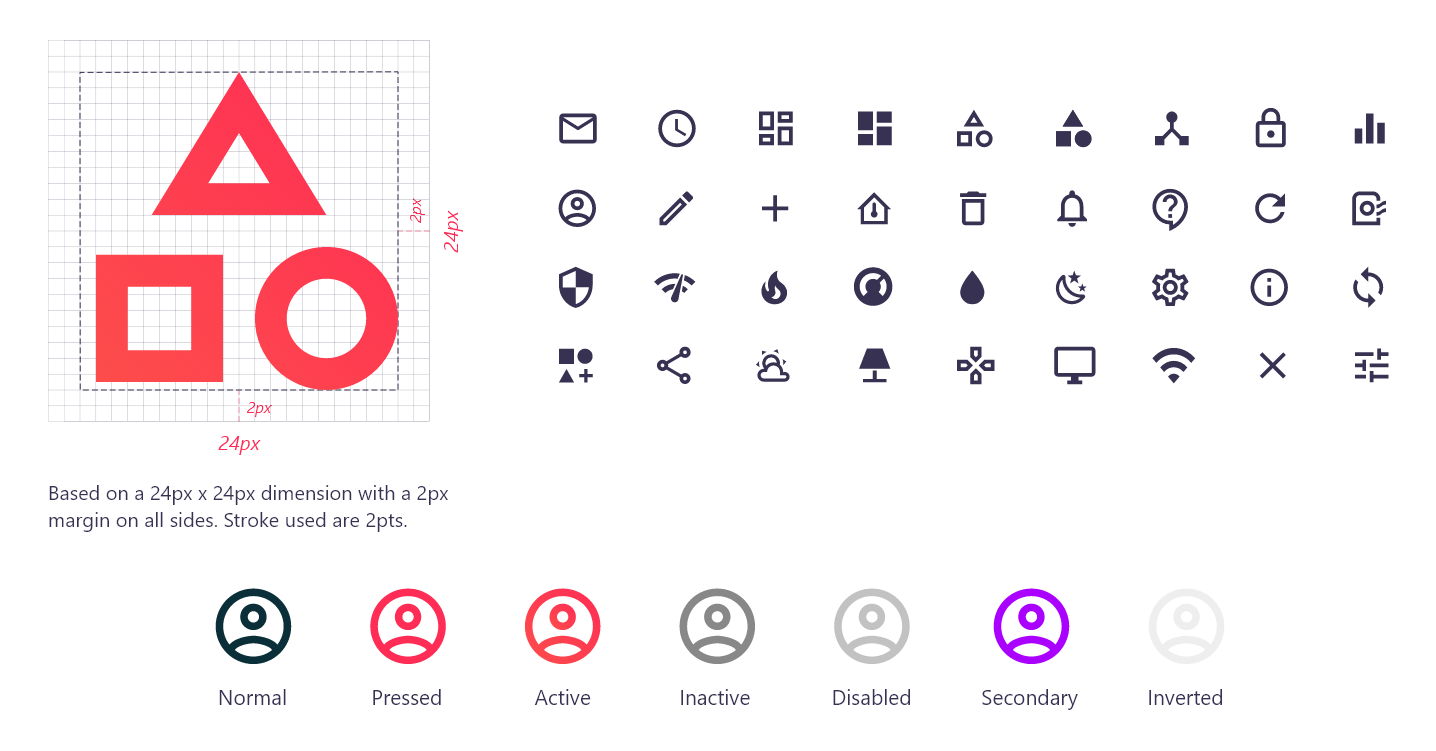 2px
24px
2px
24px
Based on a 24px x 24px dimension with a 2px
margin on all sides. Stroke used are 2pts.
Normal
Pressed
Active
Inactive
Disabled
Secondary
Inverted